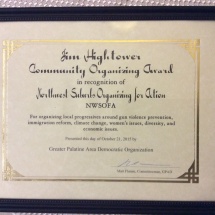 Jim Hightower
Community Organizing Award
in recognition of
Northwest Suburbs Organizing for Action
NWSOFA
For organizing local progressives around gun violence prevention,
immigration reform, climate change, women's issues, diversity, and
economic issues.
Presented this day of October 21, 2013 by
Greater Palatine Area Democratic Organization